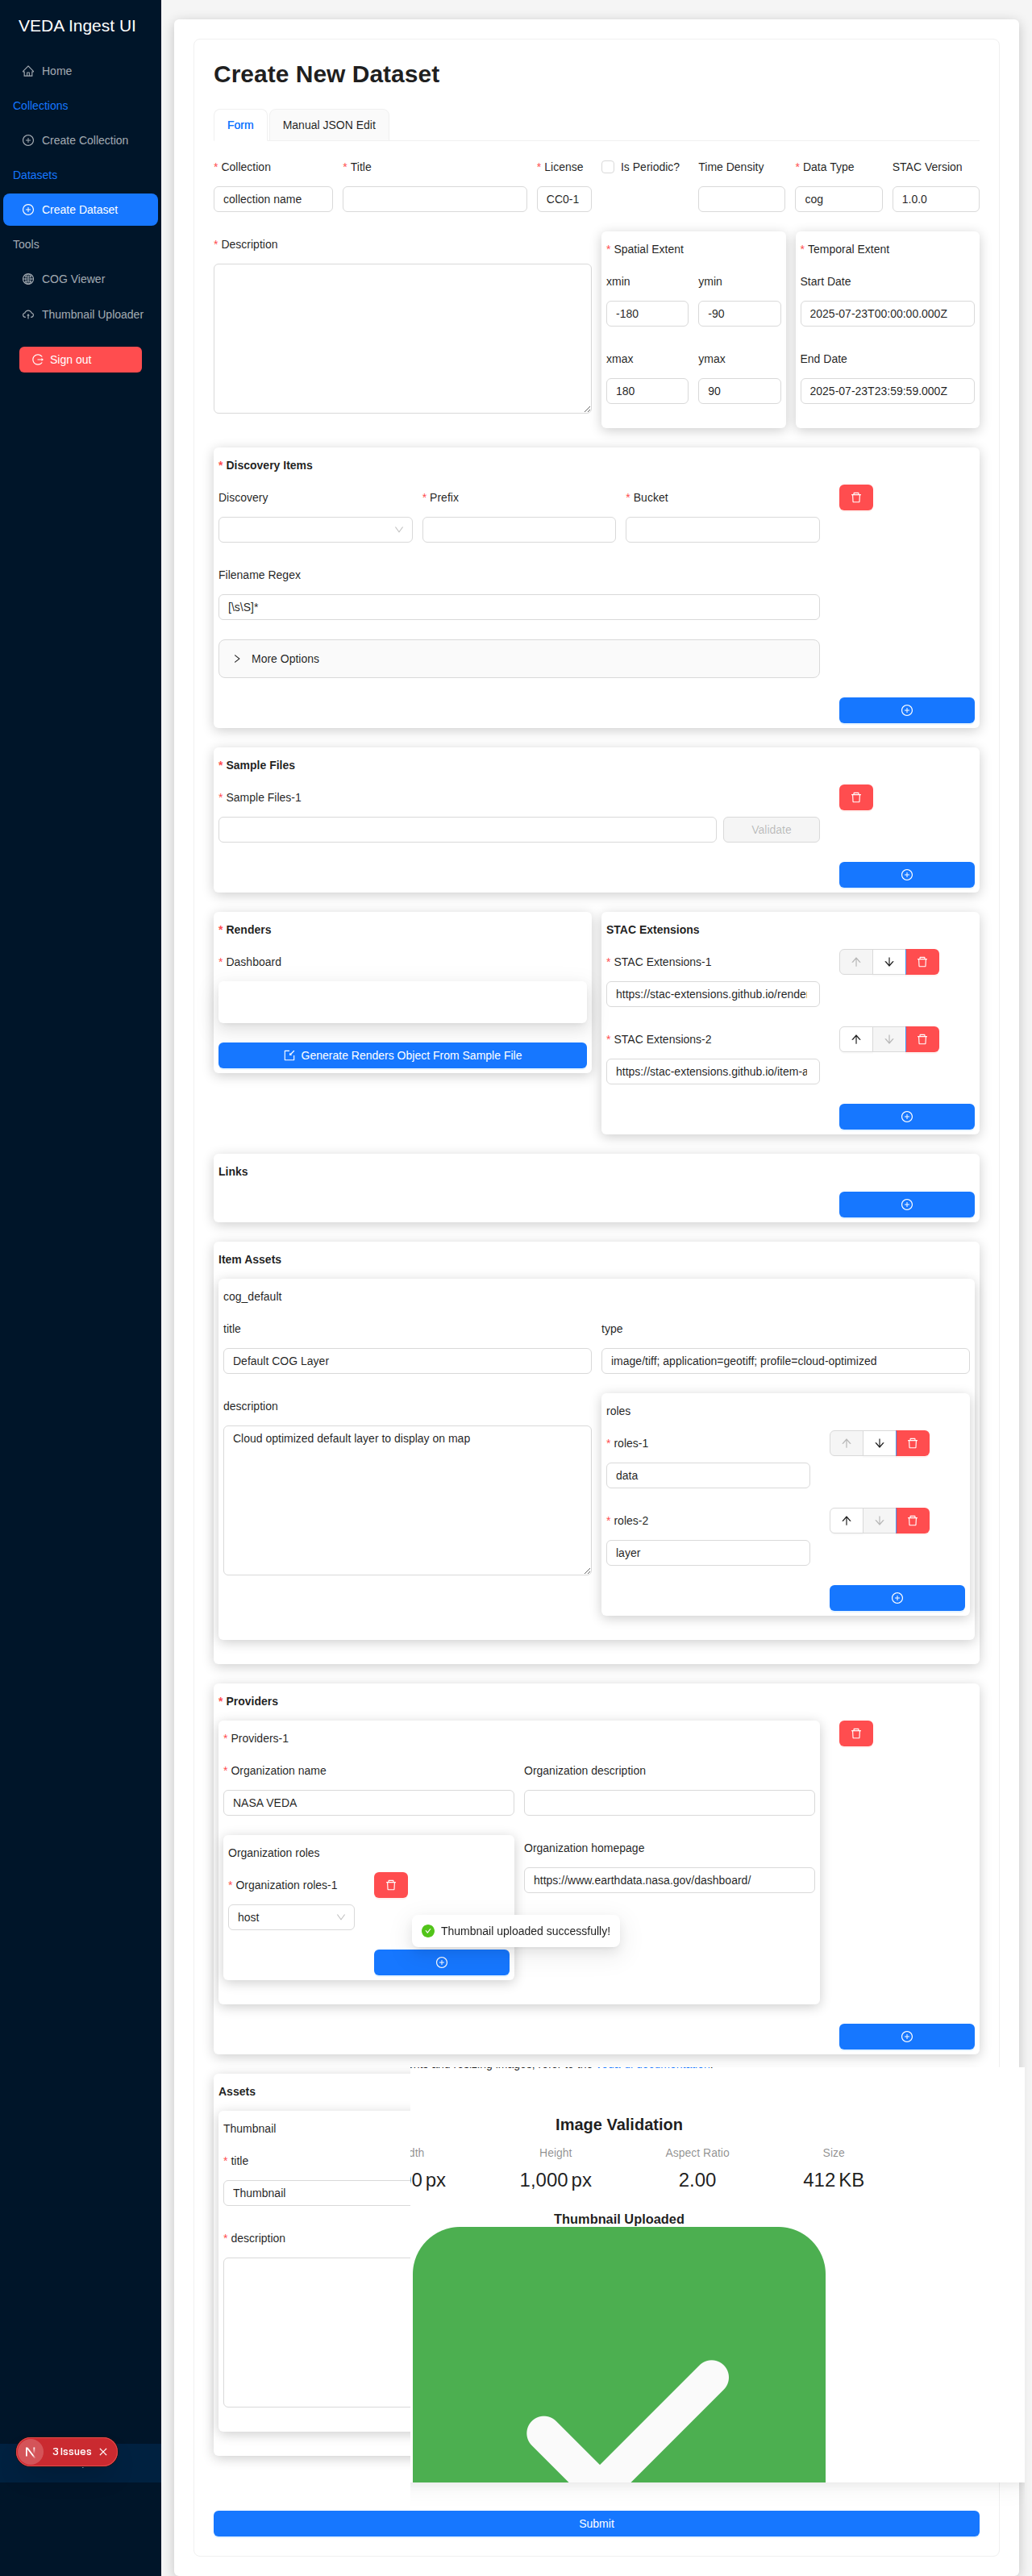 VEDA Ingest UI
Home
Collections
Create Collection
Datasets
Create Dataset
Tools
COG Viewer
Thumbnail Uploader
Sign out
Create New Dataset
Form
Manual JSON Edit
* Collection
* Title
* License
Is Periodic?
Time Density
* Data Type
STAC Version
collection name
CC0-1
cog
1.0.0
* Description
* Spatial Extent
xmin
ymin
-180
-90
xmax
ymax
180
90
* Temporal Extent
Start Date
2025-07-23T00:00:00.000Z
End Date
2025-07-23T23:59:59.000Z
* Discovery Items
Discovery
* Prefix
* Bucket
Filename Regex
[\s\S]*
More Options
* Sample Files
* Sample Files-1
Validate
* Renders
* Dashboard
Generate Renders Object From Sample File
STAC Extensions
* STAC Extensions-1
https://stac-extensions.github.io/render
* STAC Extensions-2
https://stac-extensions.github.io/item-a
Links
Item Assets
cog_default
title
type
Default COG Layer
image/tiff; application=geotiff; profile=cloud-optimized
description
Cloud optimized default layer to display on map
roles
* roles-1
data
* roles-2
layer
* Providers
* Providers-1
* Organization name
Organization description
NASA VEDA
Organization roles
* Organization roles-1
host
Organization homepage
https://www.earthdata.nasa.gov/dashboard/
Thumbnail uploaded successfully!
Assets
Thumbnail
* title
Thumbnail
* description
Image Validation
Height
Aspect Ratio
Size
1,000 px
2.00
412 KB
Thumbnail Uploaded
3 Issues
Submit